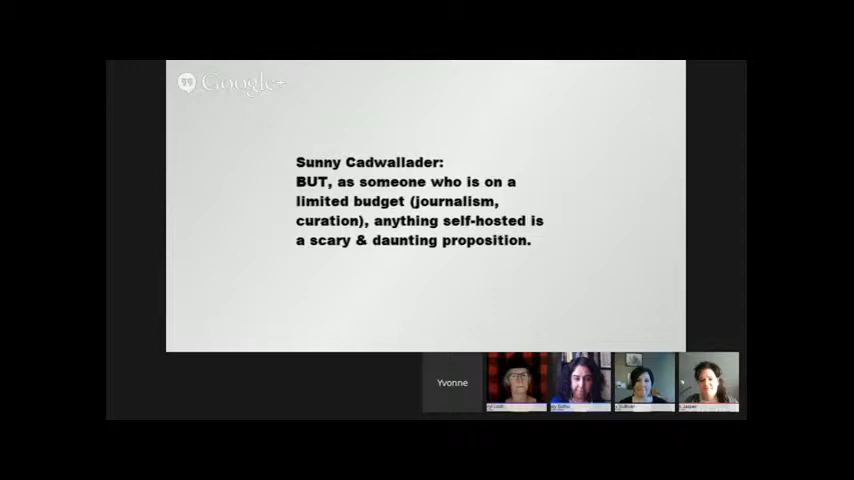 Google+
Sunny Cadwallader:
BUT, as someone who is on a
limited budget (journalism,
curation), anything self-hosted is
a scary & daunting proposition.
Yvonne